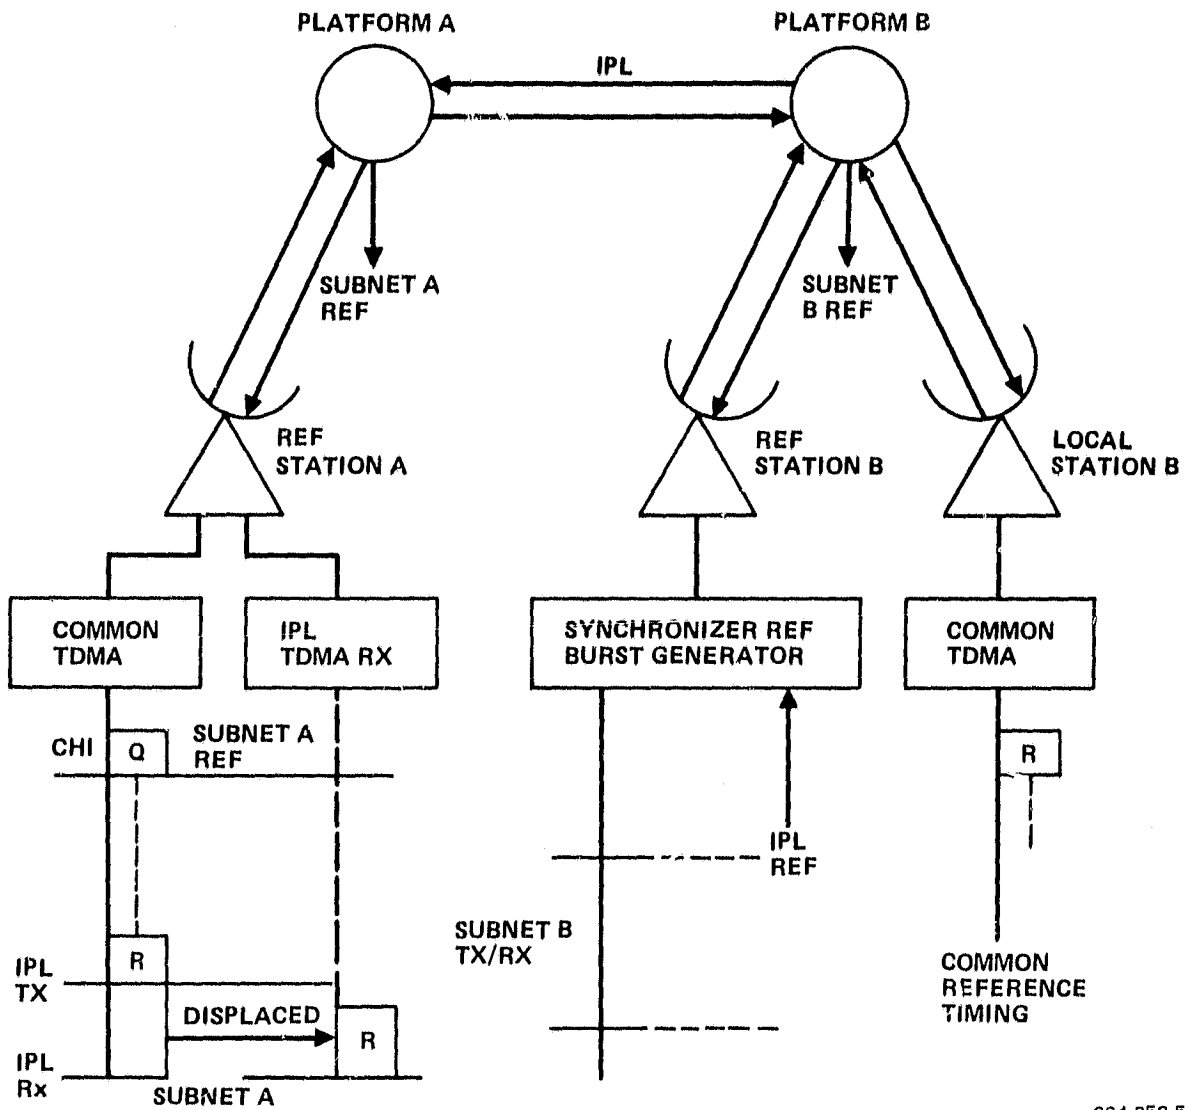 PLATFORM A
PLATFORM B
IPL
SUBNET A
REF
SUBNET
B REF
REF
STATION A
REF
STATION B
LOCAL
STATION B
COMMON
TDMA
IPL
TDMA RX
SYNCHRONIZER REF
BURST GENERATOR
COMMON
TDMA
CHI
Q
SUBNET A
REF
R
IPL
REF
SUBNET B
TX/RX
R
IPL
TX
COMMON
REFERENCE
TIMING
DISPLACED
R
IPL
Rx
SUBNET A